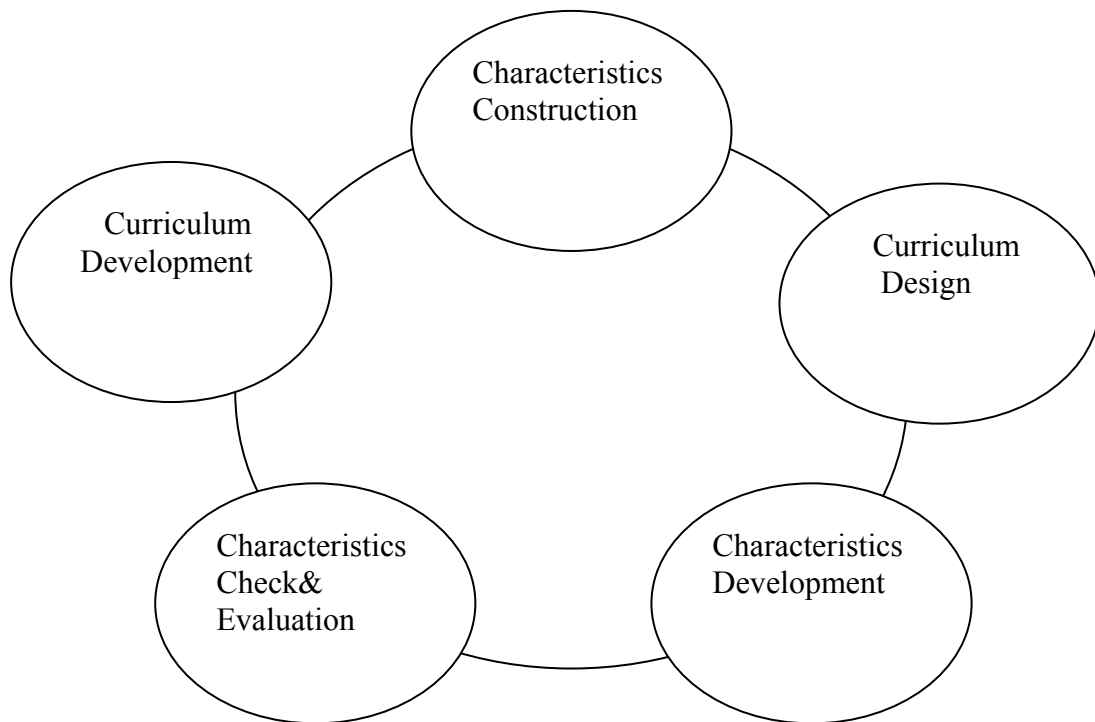 Characteristics
Construction
Curriculum
Development
Curriculum
Design
Characteristics
Check&
Evaluation
Characteristics
Development